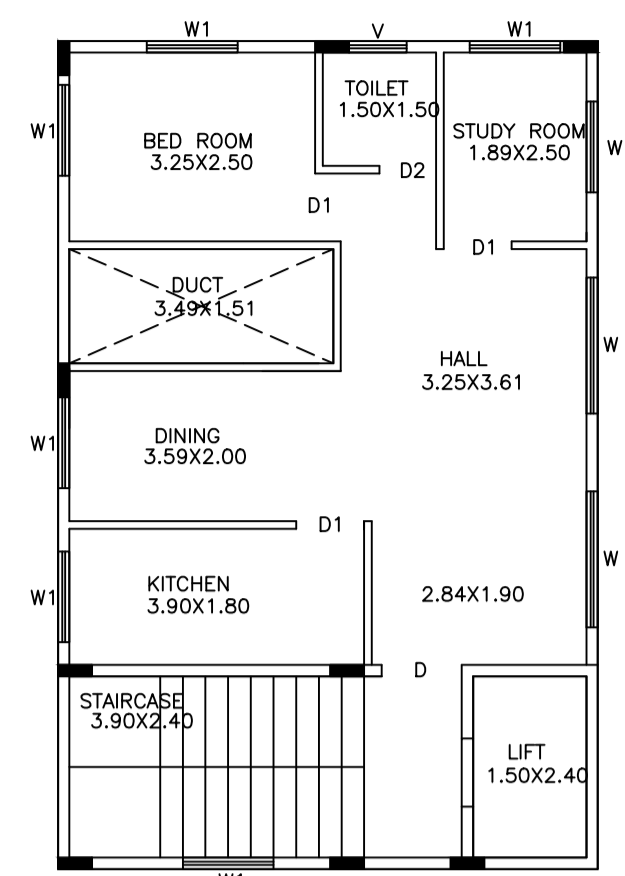 W1
V
W1
TOILET
1.50X1.50
W1
BED ROOM
3.25X2.50
STUDY ROOM
1.89X2.50
W
D2
D1
D1
DUCT
3.49X1.51
HALL
3.25X3.61
W
DINING
3.59X2.00
W1
D1
W
KITCHEN
3.90X1.80
W1
2.84X1.90
D
STAIRCASE
3.90X2.40
LIFT
1.50X2.40
W1